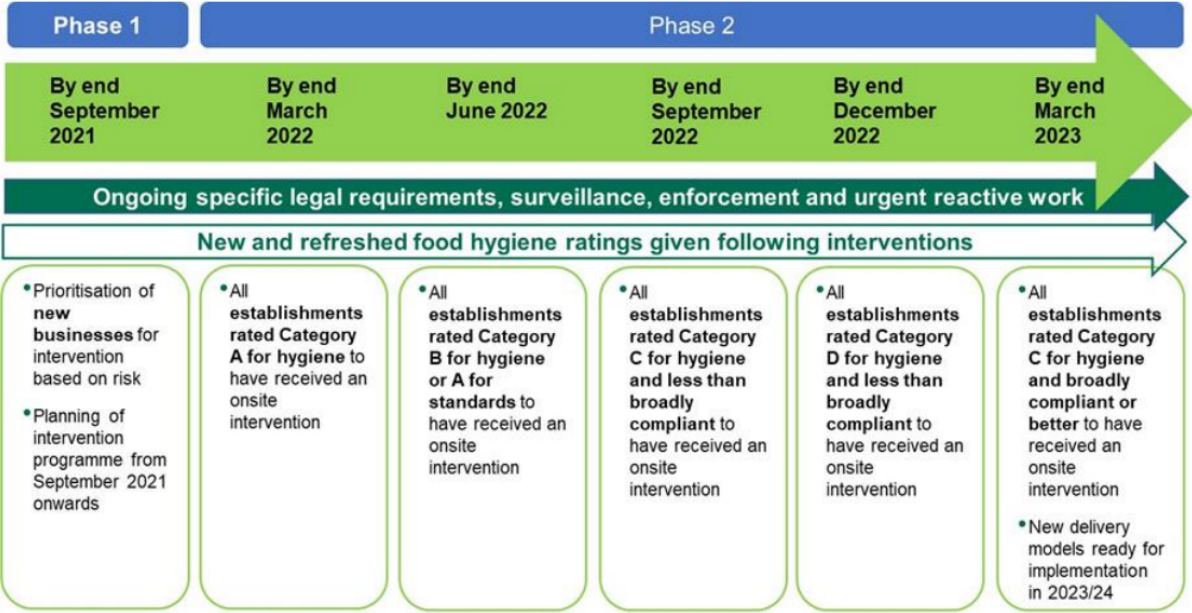 Phase 1
Phase 2
By end
September
2021
By end
March
2022
By end
June 2022
By end
September
2022
By end
December
2022
By end
March
2023
Ongoing specific legal requirements, surveillance, enforcement and urgent reactive work
New and refreshed food hygiene ratings given following interventions
•Prioritisation of
new
businesses for
intervention
based on risk
•Planning of
intervention
programme from
September 2021
onwards
•All
establishments
rated Category
A for hygiene to
have received an
onsite
intervention
•All
establishments
rated Category
B for hygiene
or A for
standards to
have received an
onsite
intervention
•All
establishments
rated Category
C for hygiene
and less than
broadly
compliant to
have received an
onsite
intervention
•All
establishments
rated Category
D for hygiene
and less than
broadly
compliant to
have received an
onsite
intervention
•All
establishments
rated Category
C for hygiene
and broadly
compliant or
better to have
received an
onsite
intervention
•New delivery
models ready for
implementation
in 2023/24